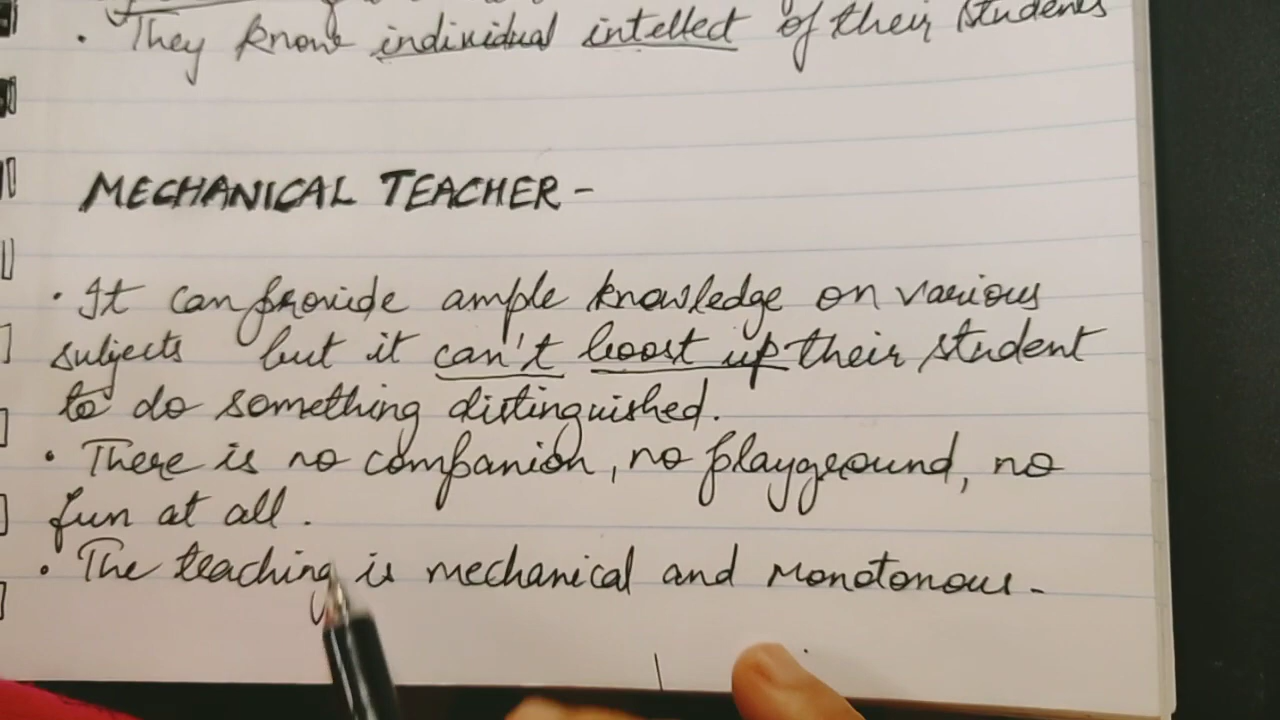 • They know individual intellect of their students
MECHANICAL TEACHER -
• It can provide ample knowledge on various
subjects but it can't boost up their student
to do something distinguished.
• There is no companion, no playground, no
fun at all.
• The teaching is mechanical and monotonous.